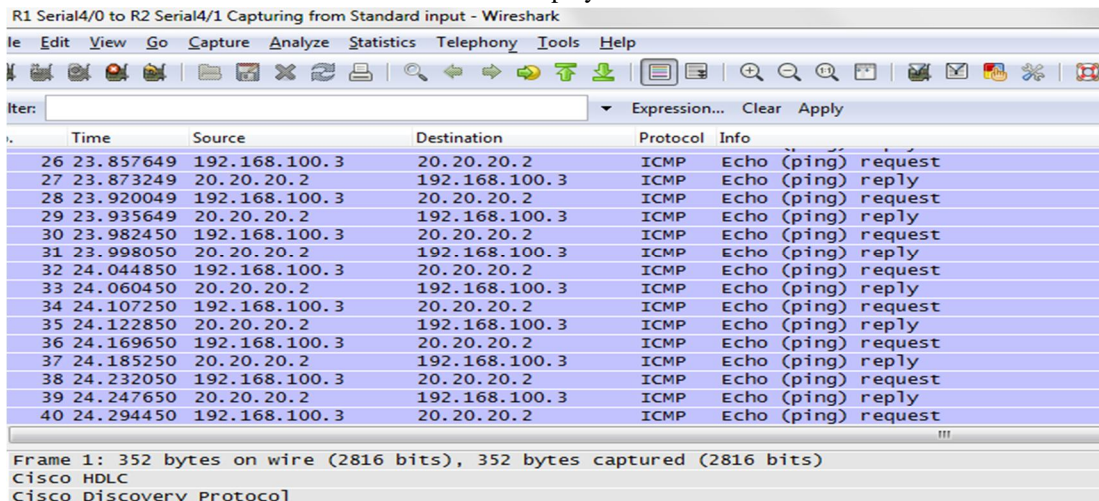 R1 Serial4/0 to R2 Serial4/1 Capturing from Standard input - Wireshark
le Edit View Go Capture Analyze Statistics Telephony Tools Help
lter: Expression... Clear Apply
. Time Source Destination Protocol Info
26 23.857649 192.168.100.3 20.20.20.2 ICMP Echo (ping) request
27 23.873249 20.20.20.2 192.168.100.3 ICMP Echo (ping) reply
28 23.920049 192.168.100.3 20.20.20.2 ICMP Echo (ping) request
29 23.935649 20.20.20.2 192.168.100.3 ICMP Echo (ping) reply
30 23.982450 192.168.100.3 20.20.20.2 ICMP Echo (ping) request
31 23.998050 20.20.20.2 192.168.100.3 ICMP Echo (ping) reply
32 24.044850 192.168.100.3 20.20.20.2 ICMP Echo (ping) request
33 24.060450 20.20.20.2 192.168.100.3 ICMP Echo (ping) reply
34 24.107250 192.168.100.3 20.20.20.2 ICMP Echo (ping) request
35 24.122850 20.20.20.2 192.168.100.3 ICMP Echo (ping) reply
36 24.169650 192.168.100.3 20.20.20.2 ICMP Echo (ping) request
37 24.185250 20.20.20.2 192.168.100.3 ICMP Echo (ping) reply
38 24.232050 192.168.100.3 20.20.20.2 ICMP Echo (ping) request
39 24.247650 20.20.20.2 192.168.100.3 ICMP Echo (ping) reply
40 24.294450 192.168.100.3 20.20.20.2 ICMP Echo (ping) request
Frame 1: 352 bytes on wire (2816 bits), 352 bytes captured (2816 bits)
Cisco HDLC
Cisco Discovery Protocol